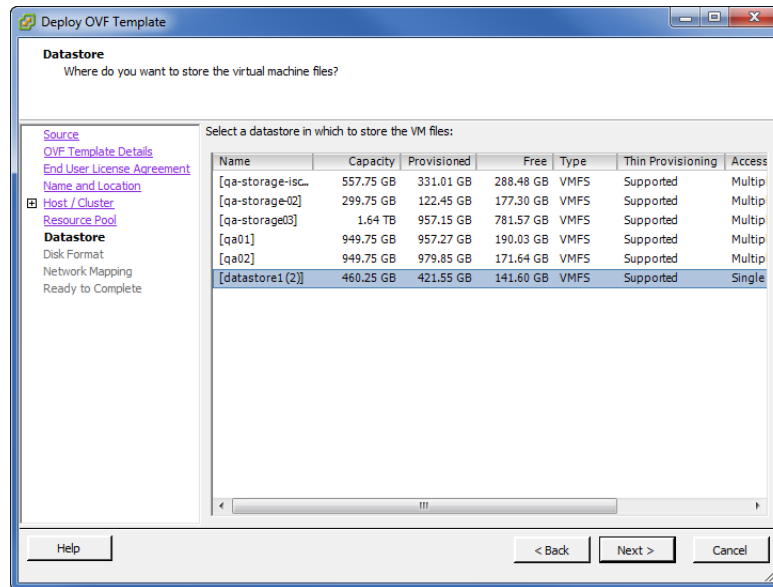 Deploy OVF Template
Datastore
Where do you want to store the virtual machine files?
Source
OVF Template Details
End User License Agreement
Name and Location
Host / Cluster
Resource Pool
Datastore
Disk Format
Network Mapping
Ready to Complete
Select a datastore in which to store the VM files:
Name Capacity Provisioned Free Type Thin Provisioning Access
[qa-storage-isc... 557.75 GB 331.01 GB 288.48 GB VMFS Supported Multipl
[qa-storage-02] 299.75 GB 122.45 GB 177.30 GB VMFS Supported Multipl
[qa-storage03] 1.64 TB 957.15 GB 781.57 GB VMFS Supported Multipl
[qa01] 949.75 GB 957.27 GB 190.03 GB VMFS Supported Multipl
[qa02] 949.75 GB 979.85 GB 171.64 GB VMFS Supported Multipl
[datastore1 (2)] 460.25 GB 421.55 GB 141.60 GB VMFS Supported Single
Help < Back Next > Cancel